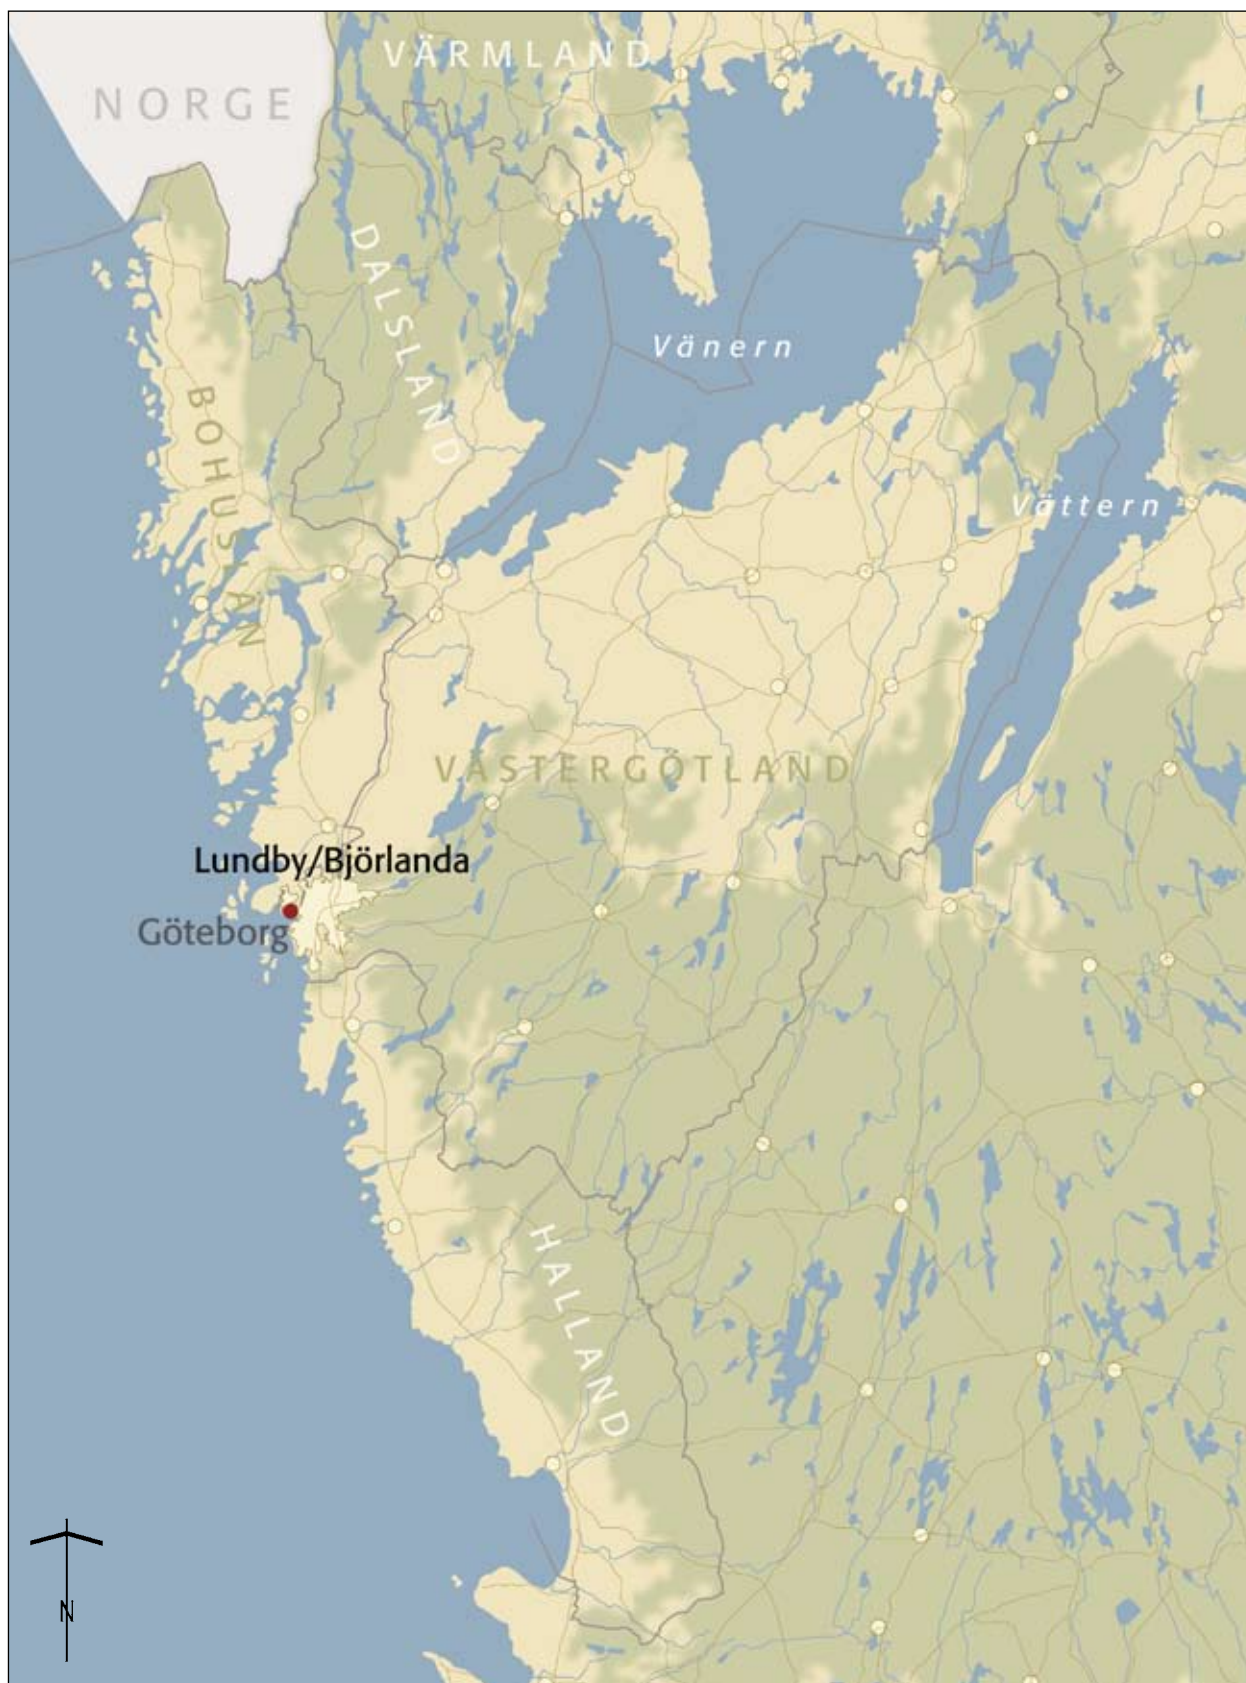 VÄRMLAND
NORGE
DALSLAND
Vänern
BOHUSLÄN
Vättern
VÄSTERGÖTLAND
Lundby/Björlanda
Göteborg
HALLAND
N